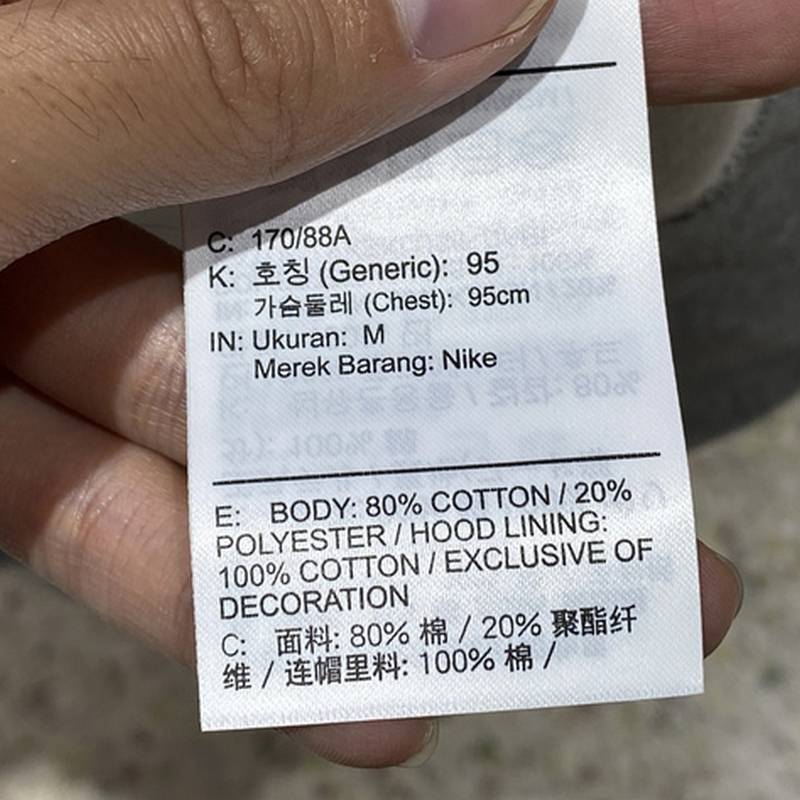 C: 170/88A
K: 호칭 (Generic): 95
가슴둘레 (Chest): 95cm
IN: Ukuran: M
Merek Barang: Nike
E: BODY: 80% COTTON / 20%
POLYESTER / HOOD LINING:
100% COTTON / EXCLUSIVE OF
DECORATION
C: 面料: 80% 棉 / 20% 聚酯纤
维 / 连帽里料: 100% 棉 /